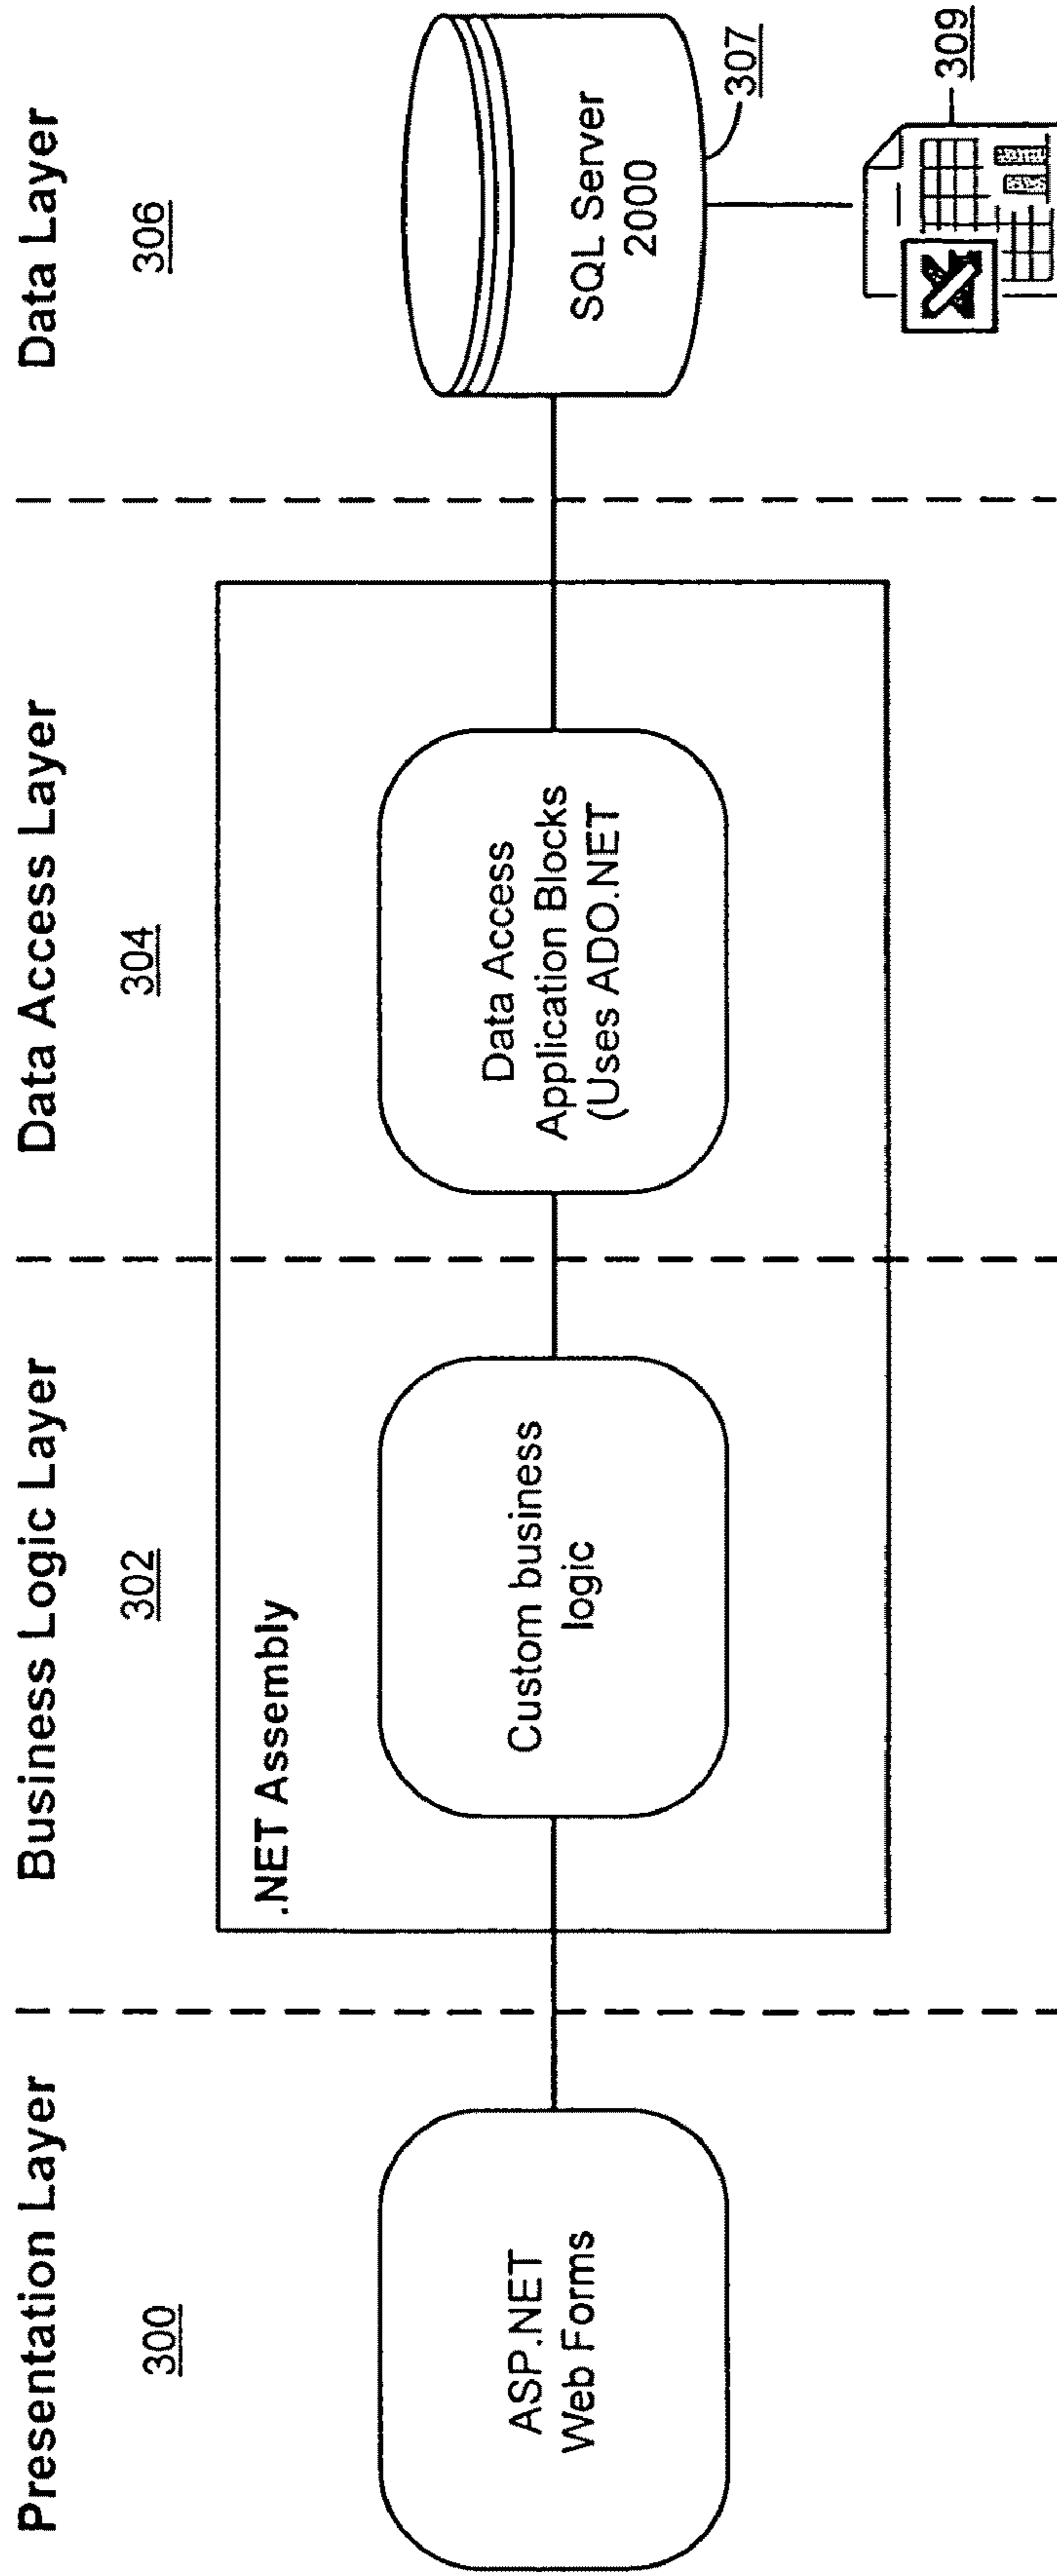 Presentation Layer
Business Logic Layer
Data Access Layer
Data Layer
300
302
304
306
.NET Assembly
ASP.NET
Web Forms
Custom business
logic
Data Access
Application Blocks
(Uses ADO.NET
SQL Server
2000
307
309